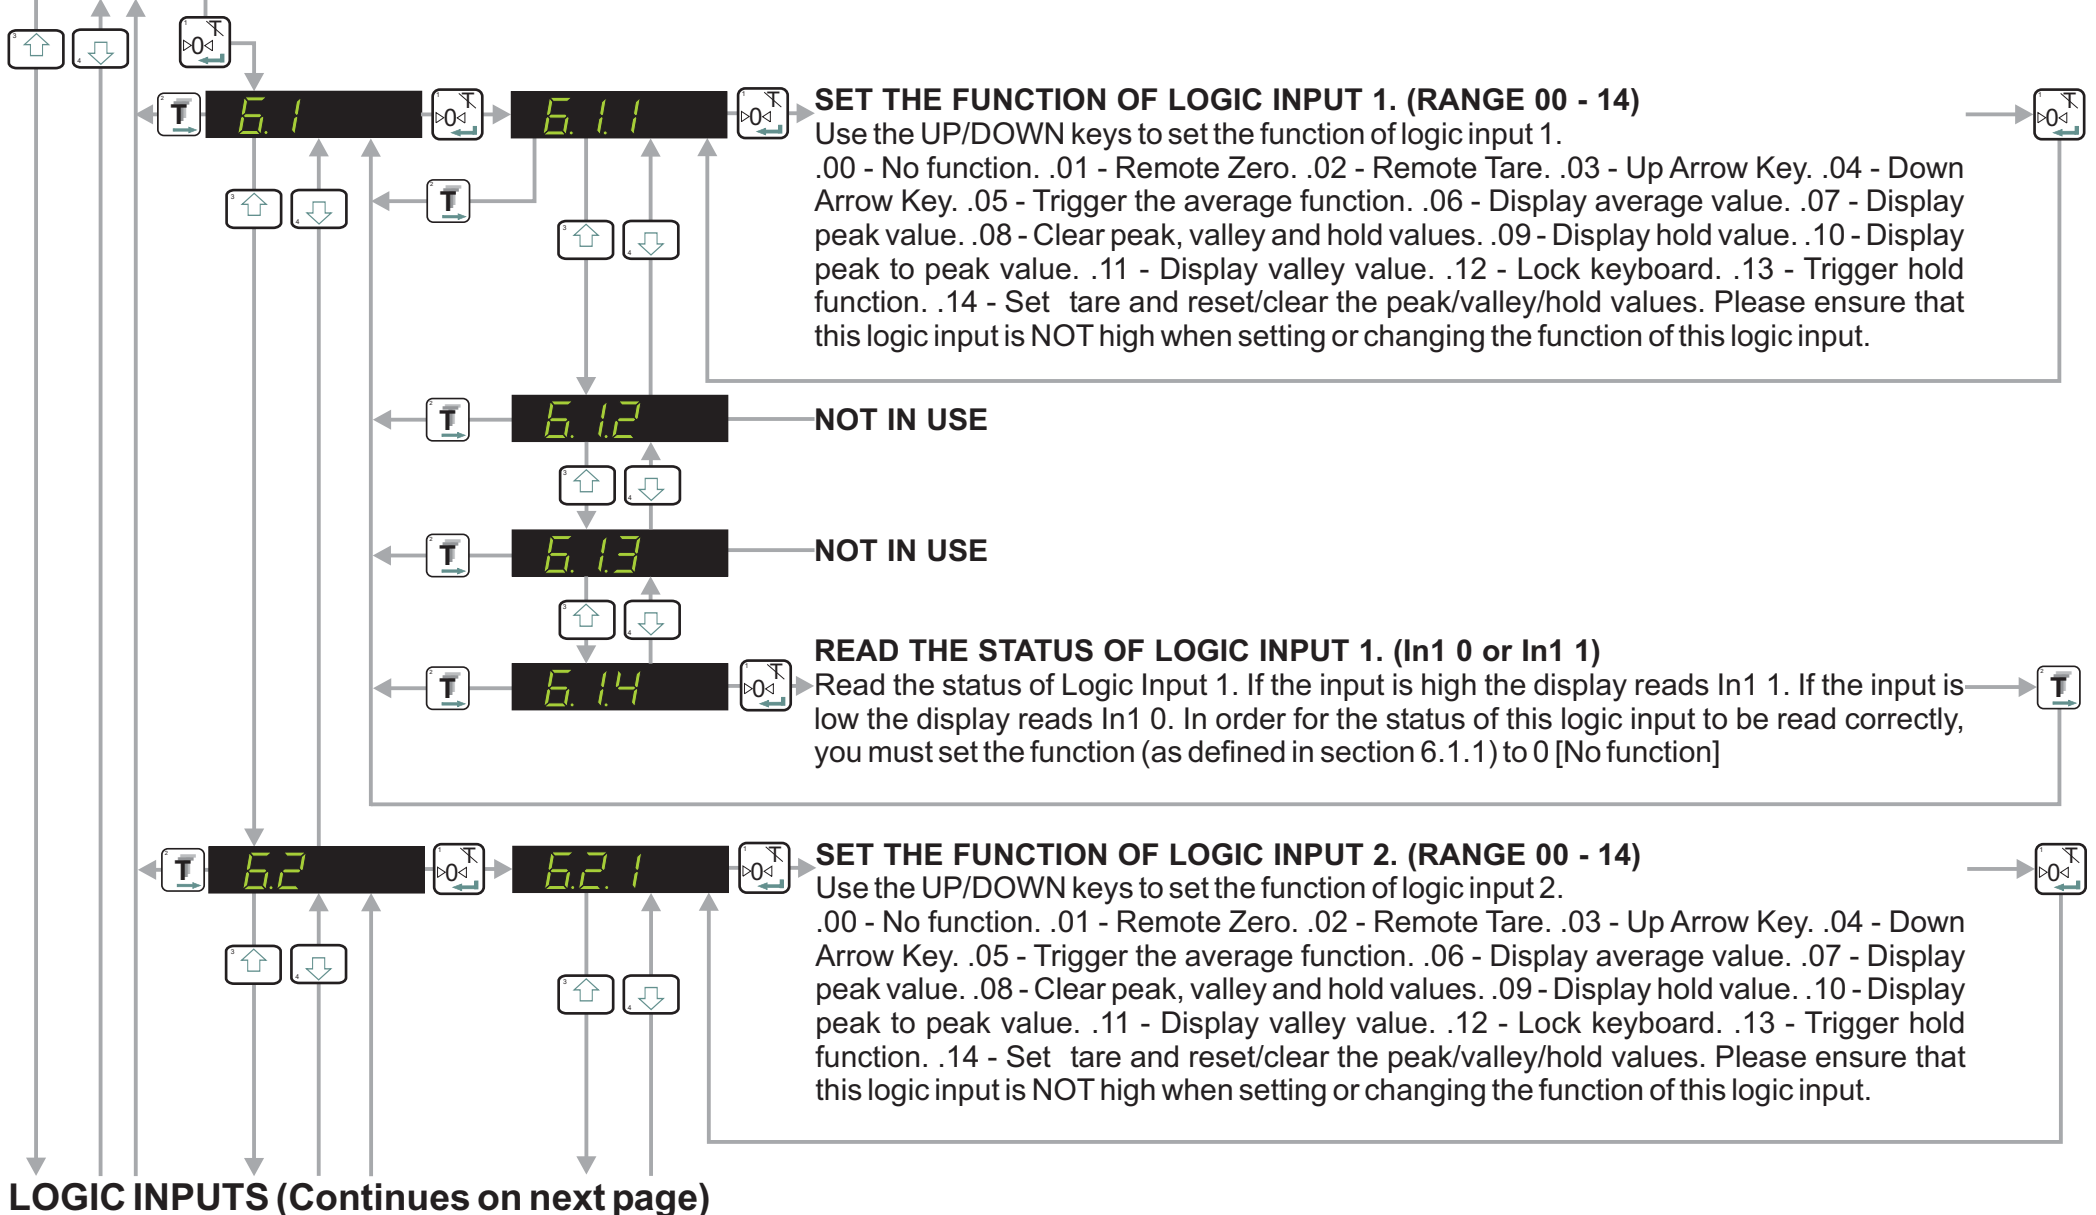 6.1
6.1.1
SET THE FUNCTION OF LOGIC INPUT 1. (RANGE 00 - 14)
Use the UP/DOWN keys to set the function of logic input 1.
.00 - No function. .01 - Remote Zero. .02 - Remote Tare. .03 - Up Arrow Key. .04 - Down
Arrow Key. .05 - Trigger the average function. .06 - Display average value. .07 - Display
peak value. .08 - Clear peak, valley and hold values. .09 - Display hold value. .10 - Display
peak to peak value. .11 - Display valley value. .12 - Lock keyboard. .13 - Trigger hold
function. .14 - Set tare and reset/clear the peak/valley/hold values. Please ensure that
this logic input is NOT high when setting or changing the function of this logic input.
6.1.2
NOT IN USE
6.1.3
NOT IN USE
6.1.4
READ THE STATUS OF LOGIC INPUT 1. (In1 0 or In1 1)
Read the status of Logic Input 1. If the input is high the display reads In1 1. If the input is
low the display reads In1 0. In order for the status of this logic input to be read correctly,
you must set the function (as defined in section 6.1.1) to 0 [No function]
6.2
6.2.1
SET THE FUNCTION OF LOGIC INPUT 2. (RANGE 00 - 14)
Use the UP/DOWN keys to set the function of logic input 2.
.00 - No function. .01 - Remote Zero. .02 - Remote Tare. .03 - Up Arrow Key. .04 - Down
Arrow Key. .05 - Trigger the average function. .06 - Display average value. .07 - Display
peak value. .08 - Clear peak, valley and hold values. .09 - Display hold value. .10 - Display
peak to peak value. .11 - Display valley value. .12 - Lock keyboard. .13 - Trigger hold
function. .14 - Set tare and reset/clear the peak/valley/hold values. Please ensure that
this logic input is NOT high when setting or changing the function of this logic input.
LOGIC INPUTS (Continues on next page)